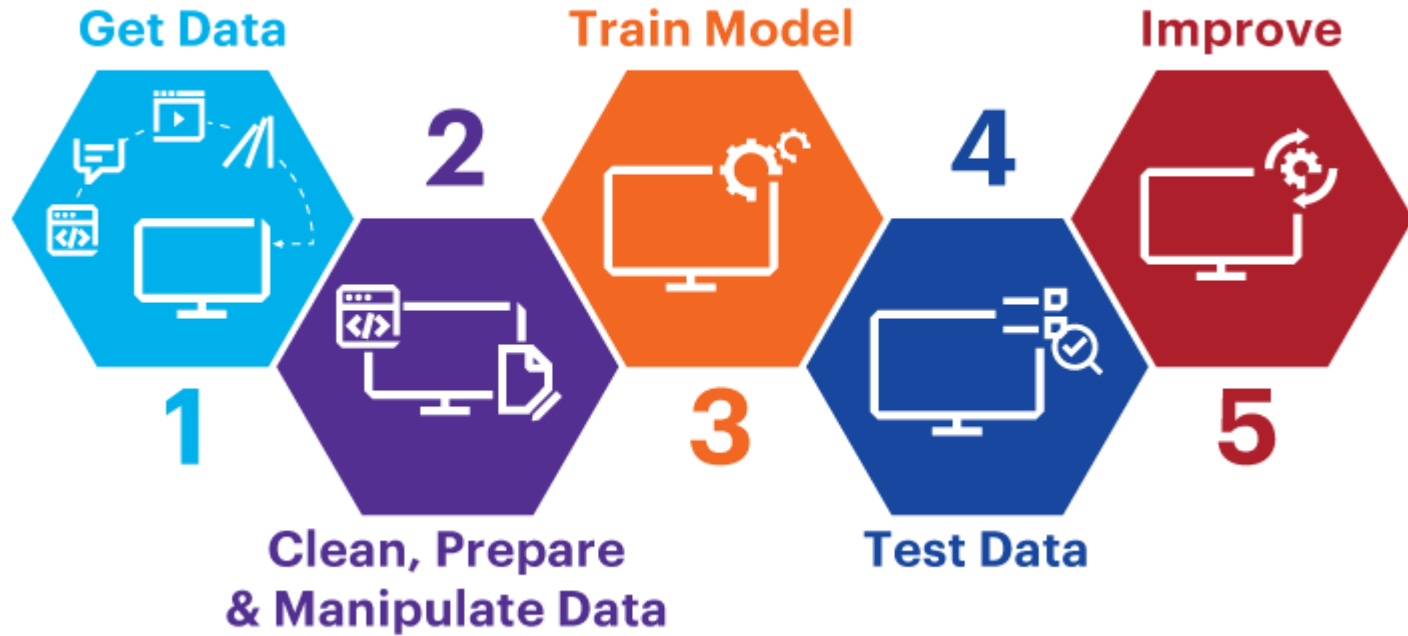 Get Data
1
2
Clean, Prepare
& Manipulate Data
Train Model
3
4
Test Data
Improve
5